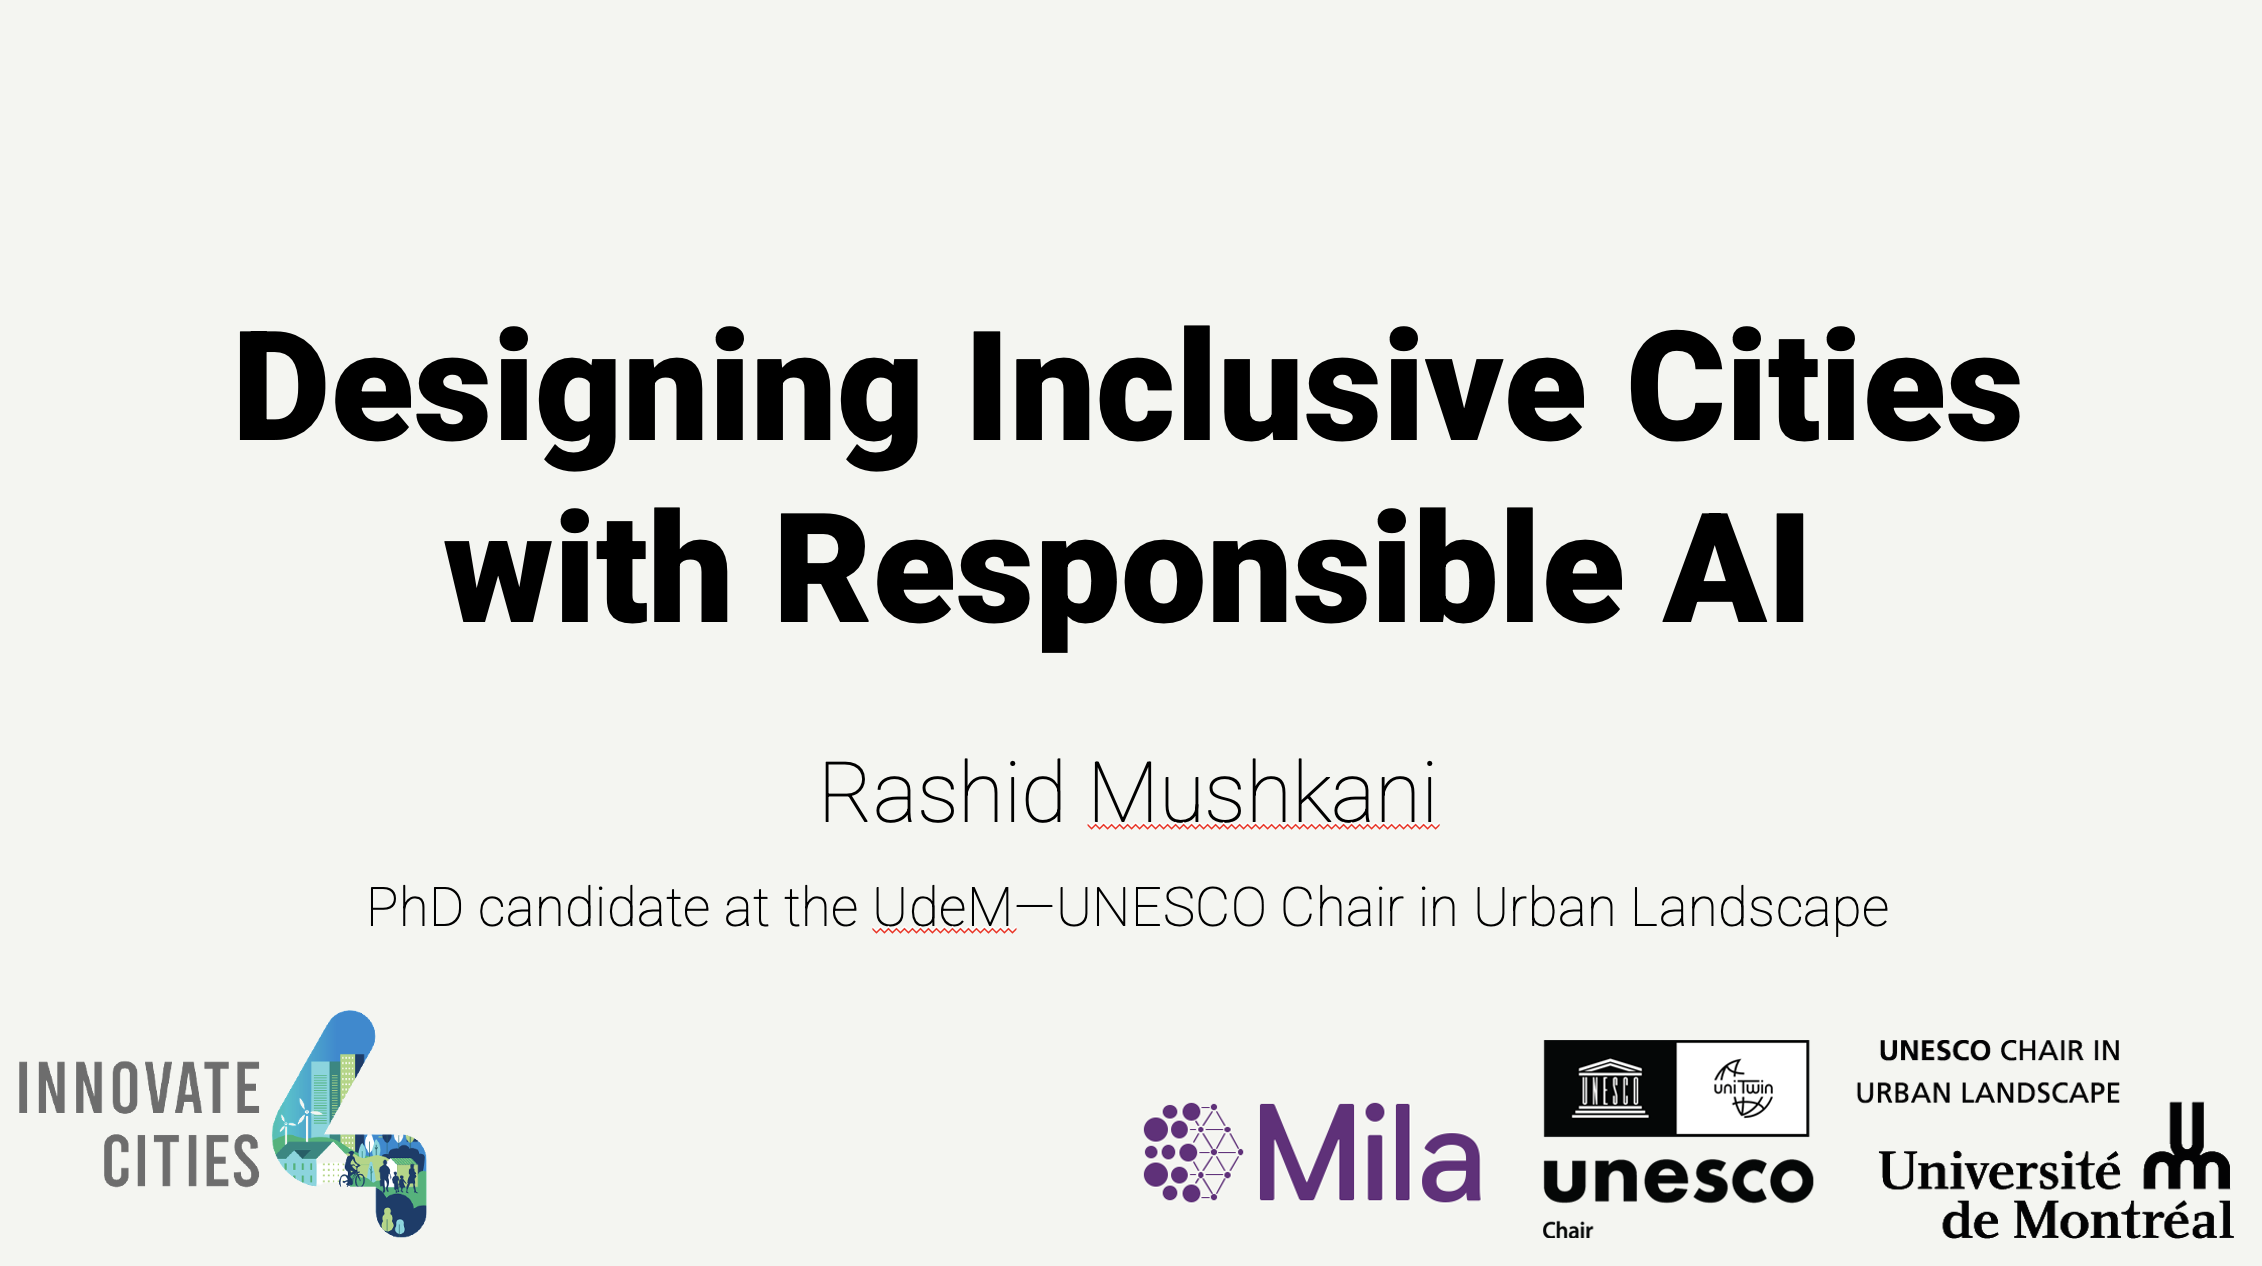 Designing Inclusive Cities
with Responsible AI
Rashid Mushkani
PhD candidate at the UdeM—UNESCO Chair in Urban Landscape
INNOVATE
CITIES
4
Mila
UNESCO
uniTwin
unesco
Chair
UNESCO CHAIR IN
URBAN LANDSCAPE
Université
de Montréal